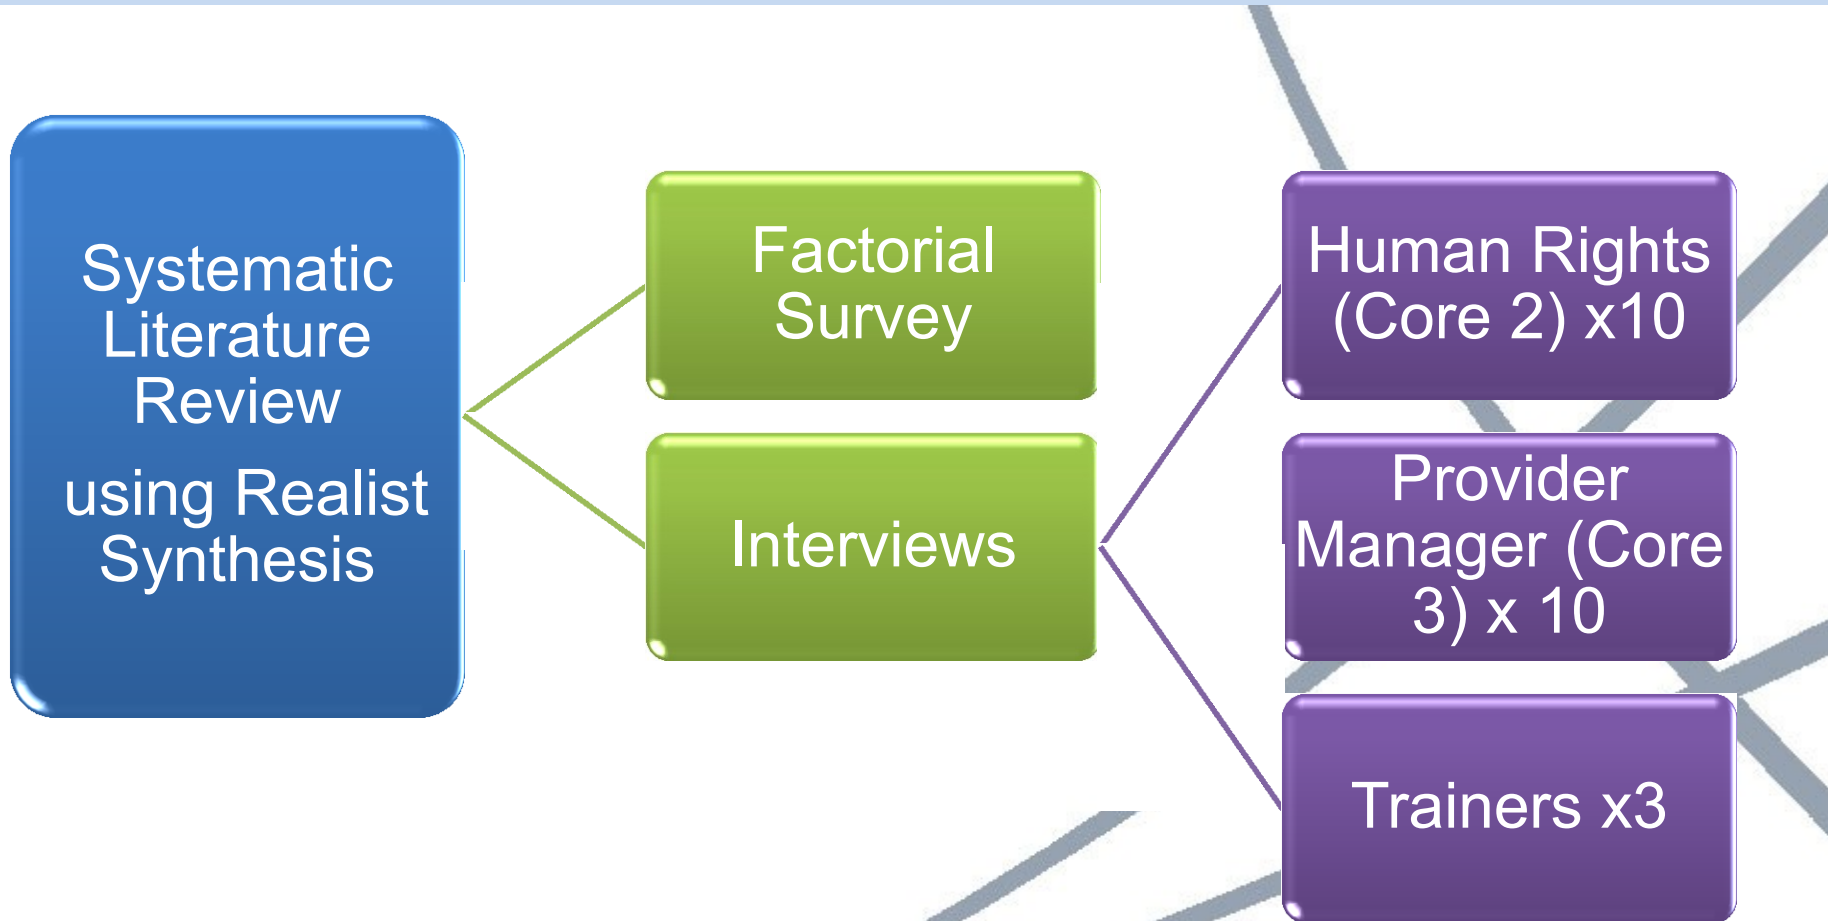 Systematic
Literature
Review
using Realist
Synthesis
Factorial
Survey
Interviews
Human Rights
(Core 2) x10
Provider
Manager (Core
3) x 10
Trainers x3